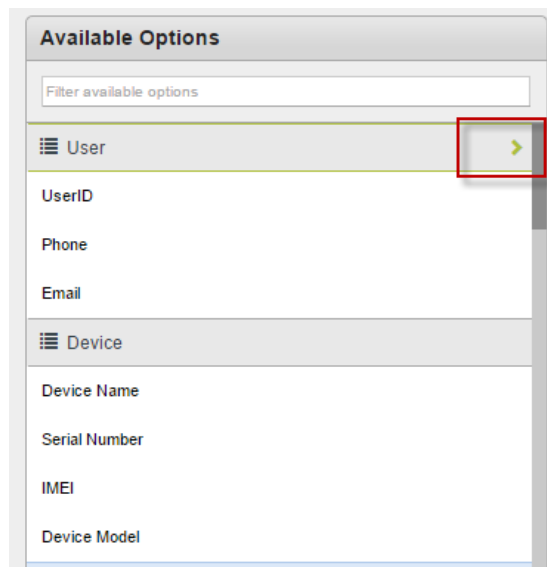 Available Options
Filter available options
User
UserID
Phone
Email
Device
Device Name
Serial Number
IMEI
Device Model